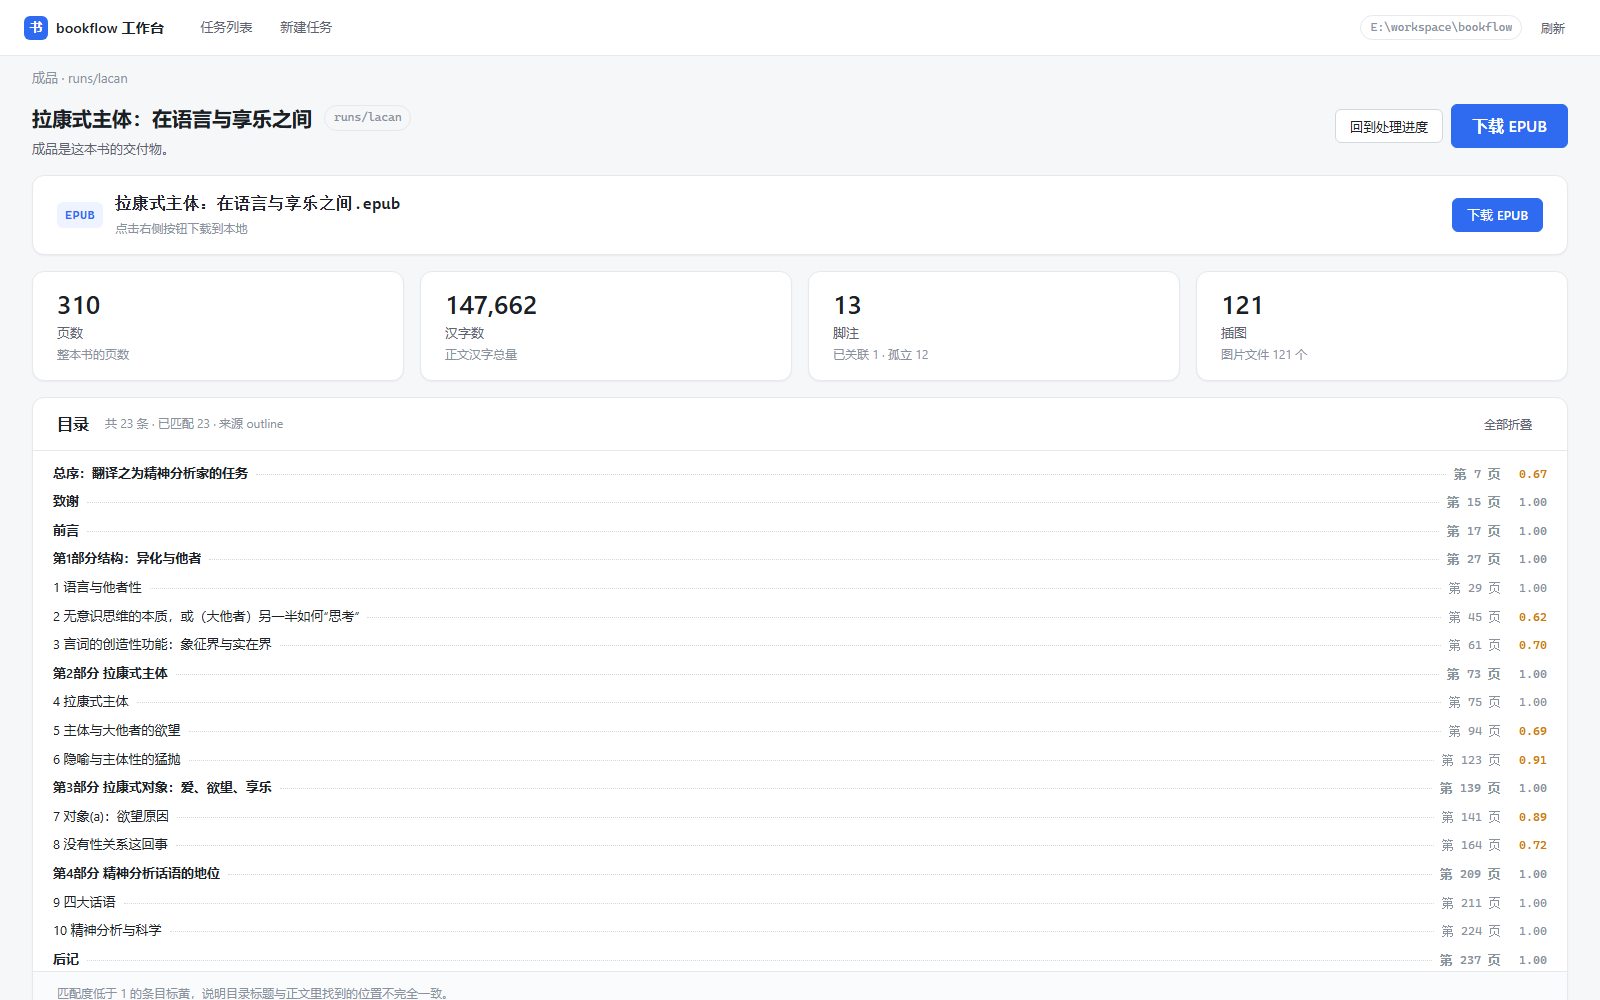 书 bookflow 工作台 任务列表 新建任务 E:\workspace\bookflow 刷新
成品 · runs/lacan
拉康式主体：在语言与享乐之间 runs/lacan
成品是这本书的交付物。
回到处理进度 下载 EPUB
EPUB 拉康式主体：在语言与享乐之间.epub
点击右侧按钮下载到本地
下载 EPUB
310
页数
整本书的页数
147,662
汉字数
正文汉字总量
13
脚注
已关联 1 · 孤立 12
121
插图
图片文件 121 个
目录 共 23 条 · 已匹配 23 · 来源 outline 全部折叠
总序：翻译之为精神分析家的任务 第 7 页 0.67
致谢 第 15 页 1.00
前言 第 17 页 1.00
第1部分结构：异化与他者 第 27 页 1.00
1 语言与他者性 第 29 页 1.00
2 无意识思维的本质，或（大他者）另一半如何“思考” 第 45 页 0.62
3 言词的创造性功能：象征界与实在界 第 61 页 0.70
第2部分 拉康式主体 第 73 页 1.00
4 拉康式主体 第 75 页 1.00
5 主体与大他者的欲望 第 94 页 0.69
6 隐喻与主体性的猛抛 第 123 页 0.91
第3部分 拉康式对象：爱、欲望、享乐 第 139 页 1.00
7 对象(a)：欲望原因 第 141 页 0.89
8 没有性关系这回事 第 164 页 0.72
第4部分 精神分析话语的地位 第 209 页 1.00
9 四大话语 第 211 页 1.00
10 精神分析与科学 第 224 页 1.00
后记 第 237 页 1.00
匹配度低于 1 的条目标黄，说明目录标题与正文里找到的位置不完全一致。